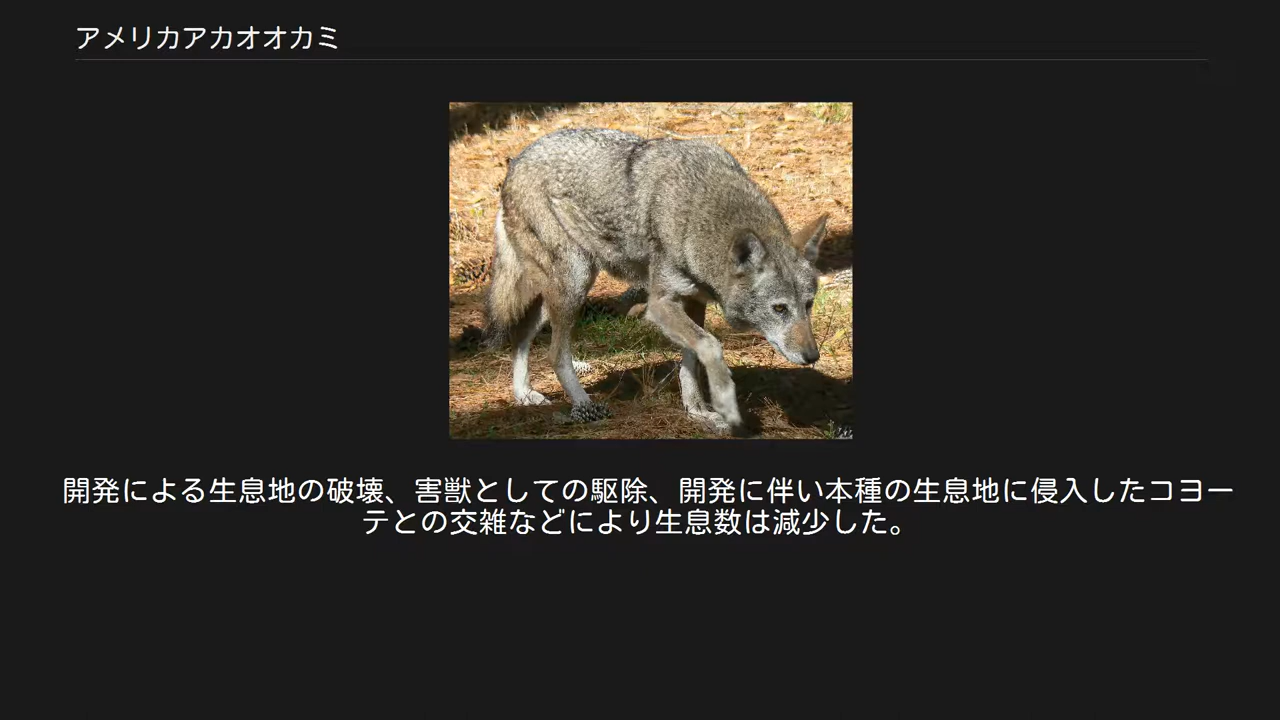 アメリカアカオオカミ
開発による生息地の破壊、害獣としての駆除、開発に伴い本種の生息地に侵入したコヨー
テとの交雑などにより生息数は減少した。